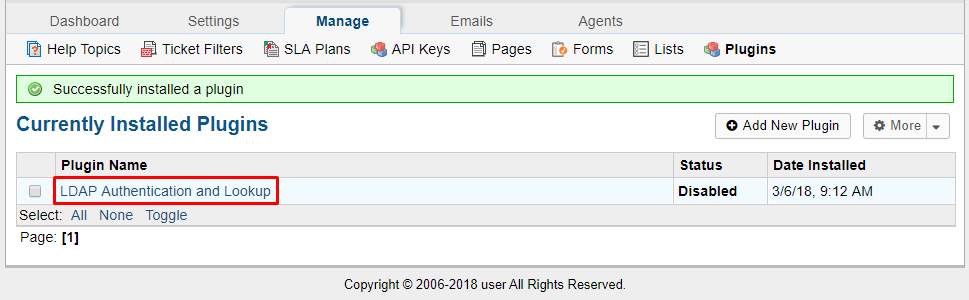 Dashboard Settings Manage Emails Agents
Help Topics Ticket Filters SLA Plans API Keys Pages Forms Lists Plugins
Successfully installed a plugin
Currently Installed Plugins Add New Plugin More
Plugin Name Status Date Installed
LDAP Authentication and Lookup Disabled 3/6/18, 9:12 AM
Select: All None Toggle
Page: [1]
Copyright © 2006-2018 user All Rights Reserved.